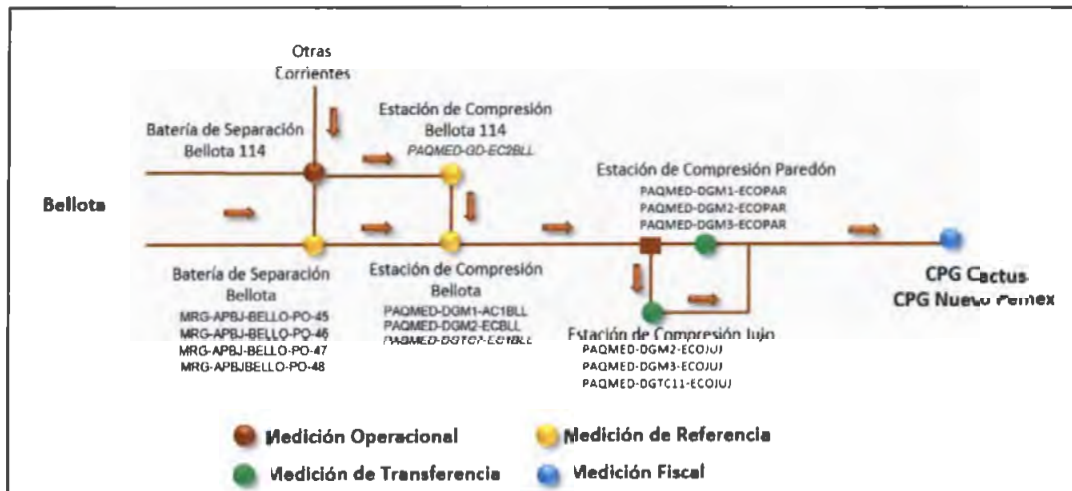 Otras
Corrientes
Estación de Compresión
Bellota 114
PAQMED-GD-EC2BLL
Batería de Separación
Bellota 114
Estación de Compresión Paredón
PAQMED-DGM1-ECOPAR
PAQMED-DGM2-ECOPAR
PAQMED-DGM3-ECOPAR
Bellota
Batería de Separación
Bellota
MRG-APBJ-BELLO-PO-45
MRG-APBJ-BELLO-PO-46
MRG-APBJ-BELLO-PO-47
MRG-APBJBELLO-PO-48
Estación de Compresión
Bellota
PAQMED-DGM1-AC1BLL
PAQMED-DGM2-ECBLL
CPG Cactus
CPG Nuevo Pemex
Estación de Compresión Jujo
PAQMED-DGM2-ECOJUJ
PAQMED-DGM3-ECOJUJ
PAQMED-DGTC11-ECOJUJ
Medición Operacional
Medición de Referencia
Medición de Transferencia
Medición Fiscal